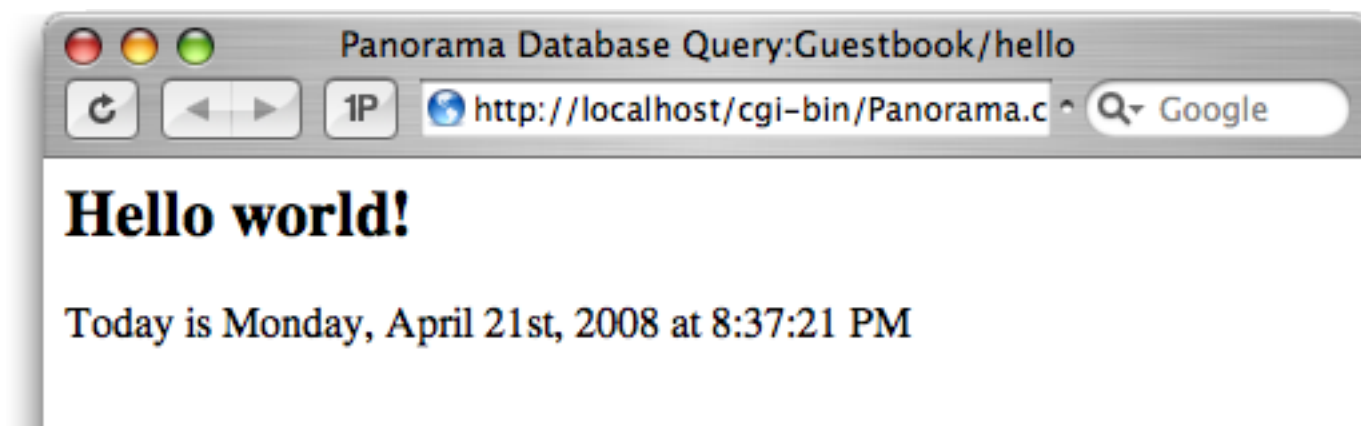 Panorama Database Query:Guestbook/hello
1P http://localhost/cgi-bin/Panorama.c Google
Hello world!
Today is Monday, April 21st, 2008 at 8:37:21 PM